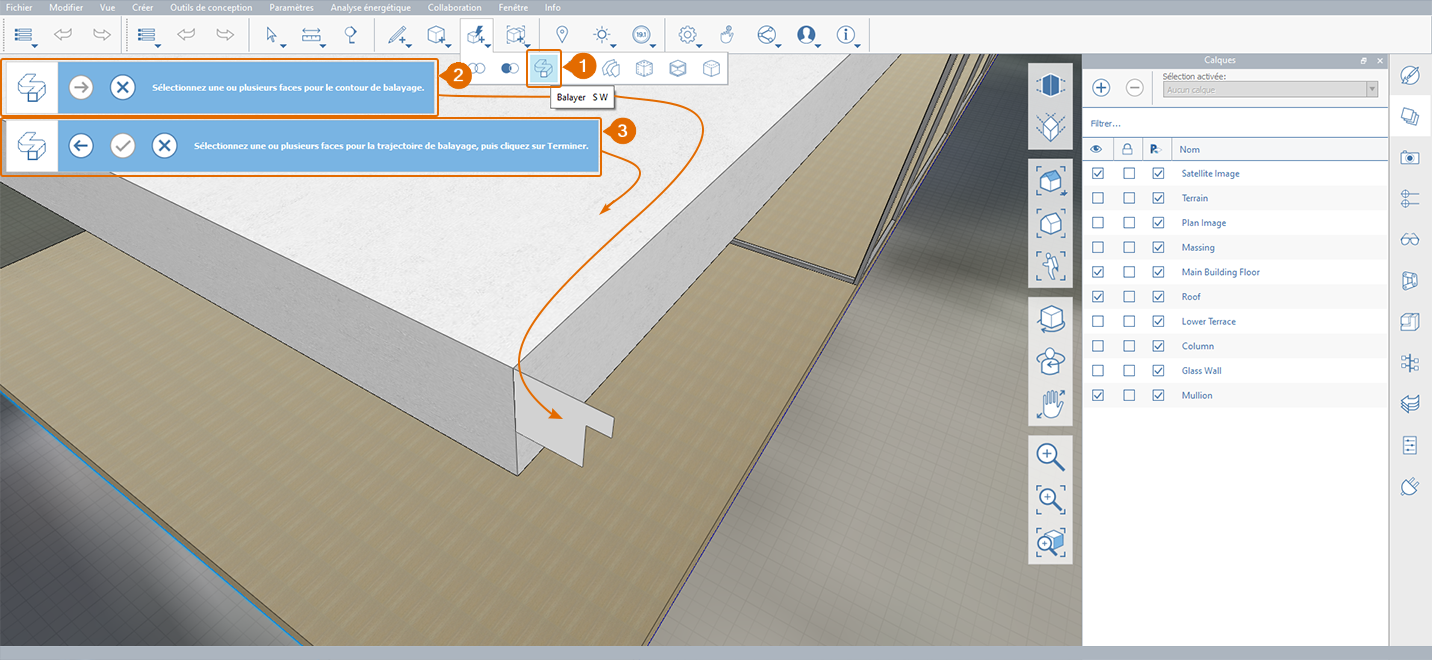 Fichier Modifier Vue Créer Outils de conception Paramètres Analyse énergétique Collaboration Fenêtre Info
19.1
1
Balayer S W
2
Sélectionnez une ou plusieurs faces pour le contour de balayage.
3
Sélectionnez une ou plusieurs faces pour la trajectoire de balayage, puis cliquez sur Terminer.
Calques
Sélection activée:
Aucun calque
Filtrer...
Nom
Satellite Image
Terrain
Plan Image
Massing
Main Building Floor
Roof
Lower Terrace
Column
Glass Wall
Mullion